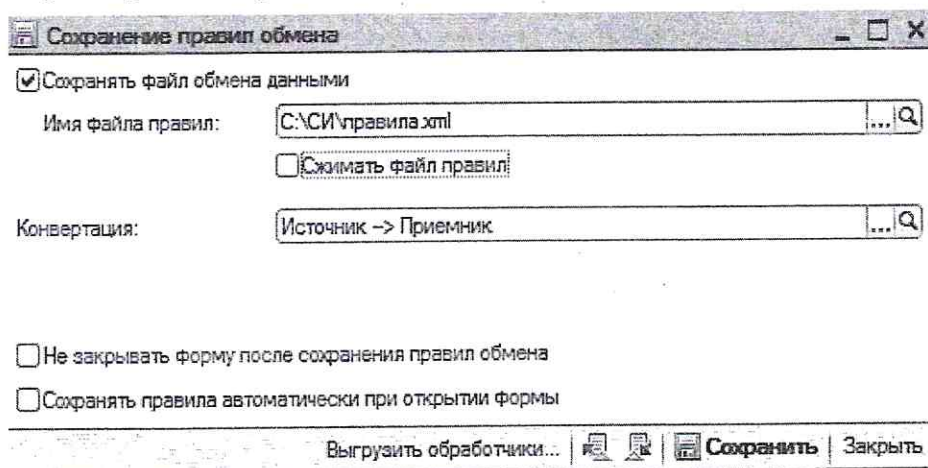 Сохранение правил обмена
Сохранять файл обмена данными
Имя файла правил: C:\СИ\правила.xml ...
Сжимать файл правил
Конвертация: Источник --> Приемник ...
Не закрывать форму после сохранения правил обмена
Сохранять правила автоматически при открытии формы
Выгрузить обработчики... Сохранить Закрыть